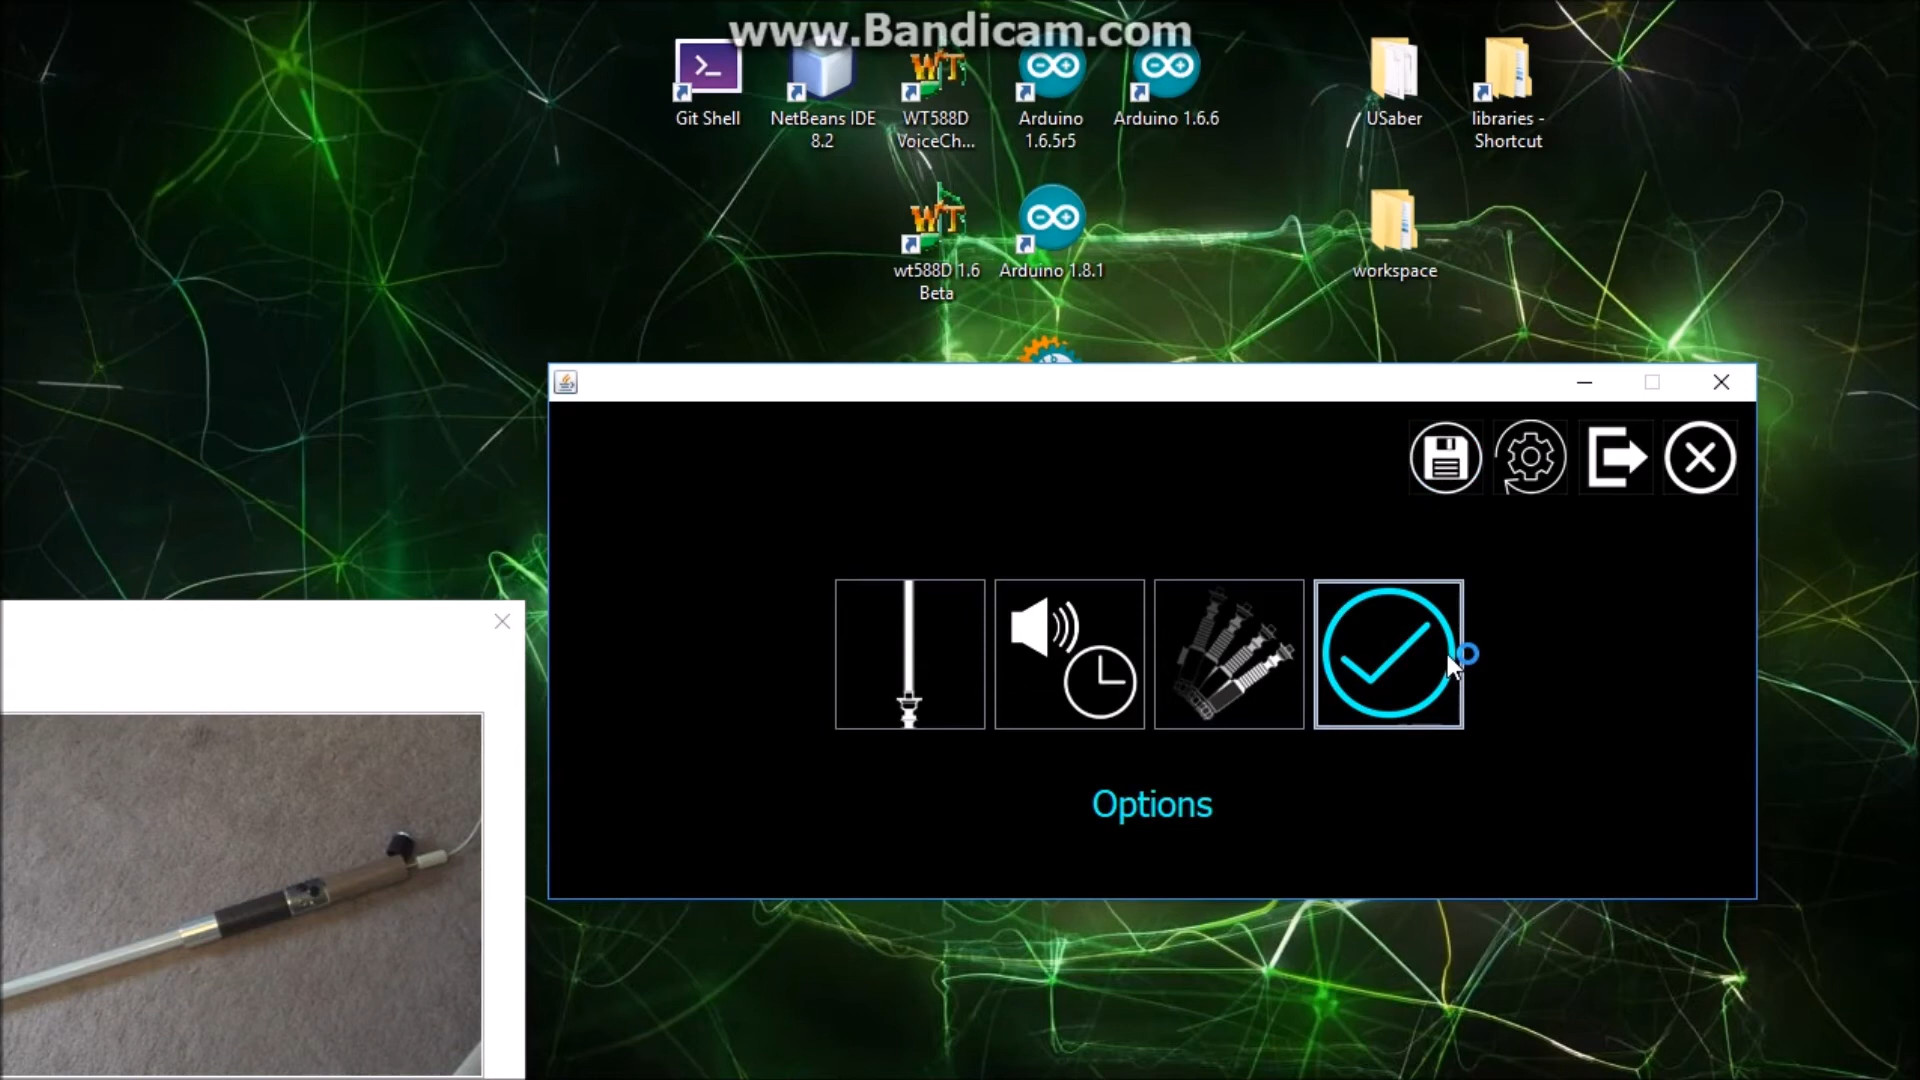 www.Bandicam.com
Git Shell
NetBeans IDE
8.2
WT588D
VoiceCh...
Arduino
1.6.5r5
Arduino 1.6.6
USaber
libraries -
Shortcut
wt588D 1.6
Beta
Arduino 1.8.1
workspace
Options